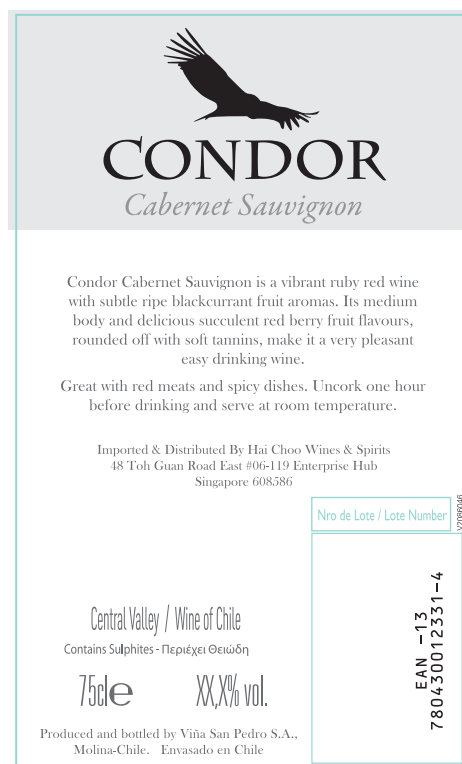 CONDOR
Cabernet Sauvignon
Condor Cabernet Sauvignon is a vibrant ruby red wine
with subtle ripe blackcurrant fruit aromas. Its medium
body and delicious succulent red berry fruit flavours,
rounded off with soft tannins, make it a very pleasant
easy drinking wine.
Great with red meats and spicy dishes. Uncork one hour
before drinking and serve at room temperature.
Imported & Distributed By Hai Choo Wines & Spirits
48 Toh Guan Road East #06-119 Enterprise Hub
Singapore 608586
Nro de Lote / Lote Number
V2066046
Central Valley / Wine of Chile
Contains Sulphites - Περιέχει Θειώδη
75cl e XX,X% vol.
Produced and bottled by Viña San Pedro S.A.,
Molina-Chile. Envasado en Chile
EAN -13
780430012331-4